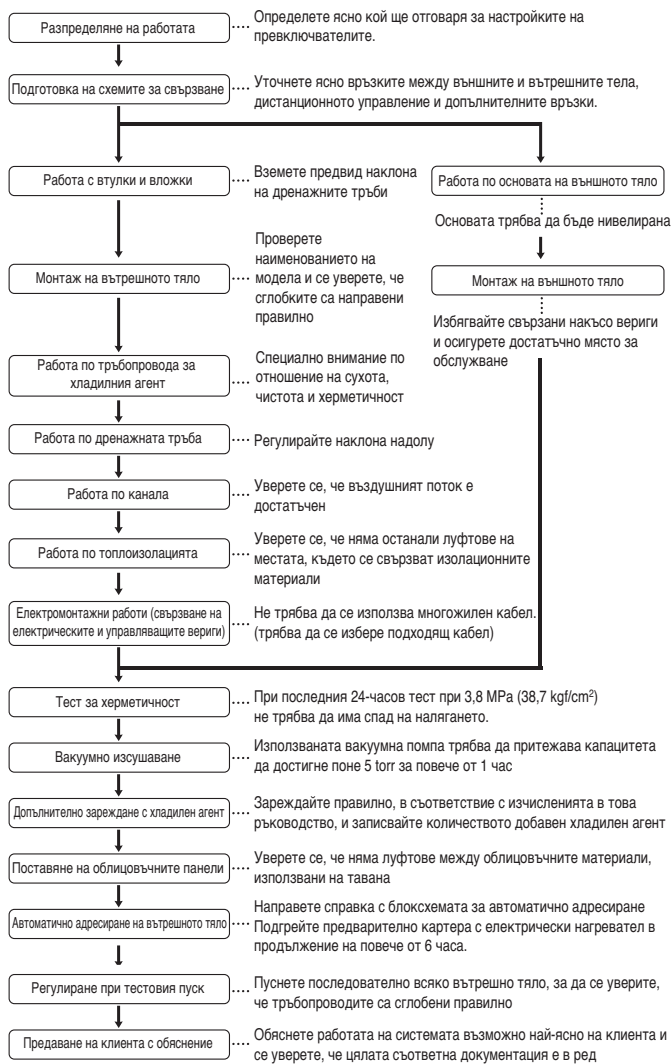 Разпределяне на работата
Определете ясно кой ще отговаря за настройките на
превключвателите.
Подготовка на схемите за свързване
Уточнете ясно връзките между външните и вътрешните тела,
дистанционното управление и допълнителните връзки.
Работа с втулки и вложки
Вземете предвид наклона
на дренажните тръби
Работа по основата на външното тяло
Основата трябва да бъде нивелирана
Монтаж на вътрешното тяло
Проверете
наименованието на
модела и се уверете, че
сглобките са направени
правилно
Монтаж на външното тяло
Избягвайте свързани накъсо вериги
и осигурете достатъчно място за
обслужване
Работа по тръбопровода за
хладилния агент
Специално внимание по
отношение на сухота,
чистота и херметичност
Работа по дренажната тръба
Регулирайте наклона надолу
Работа по канала
Уверете се, че въздушният поток е
достатъчен
Работа по топлоизолацията
Уверете се, че няма останали луфтове на
местата, където се свързват изолационните
материали
Електромонтажни работи (свързване на
електрическите и управляващите вериги)
Не трябва да се използва многожилен кабел.
(трябва да се избере подходящ кабел)
Тест за херметичност
При последния 24-часов тест при 3,8 MPa (38,7 kgf/cm²)
не трябва да има спад на налягането.
Вакуумно изсушаване
Използваната вакуумна помпа трябва да притежава капацитета
да достигне поне 5 torr за повече от 1 час
Допълнително зареждане с хладилен агент
Зареждайте правилно, в съответствие с изчисленията в това
ръководство, и записвайте количеството добавен хладилен агент
Поставяне на облицовъчните панели
Уверете се, че няма луфтове между облицовъчните материали,
използвани на тавана
Автоматично адресиране на вътрешното тяло
Направете справка с блоксхемата за автоматично адресиране
Подгрейте предварително картера с електрически нагревател в
продължение на повече от 6 часа.
Регулиране при тестовия пуск
Пуснете последователно всяко вътрешно тяло, за да се уверите,
че тръбопроводите са сглобени правилно
Предаване на клиента с обяснение
Обяснете работата на системата възможно най-ясно на клиента и
се уверете, че цялата съответна документация е в ред